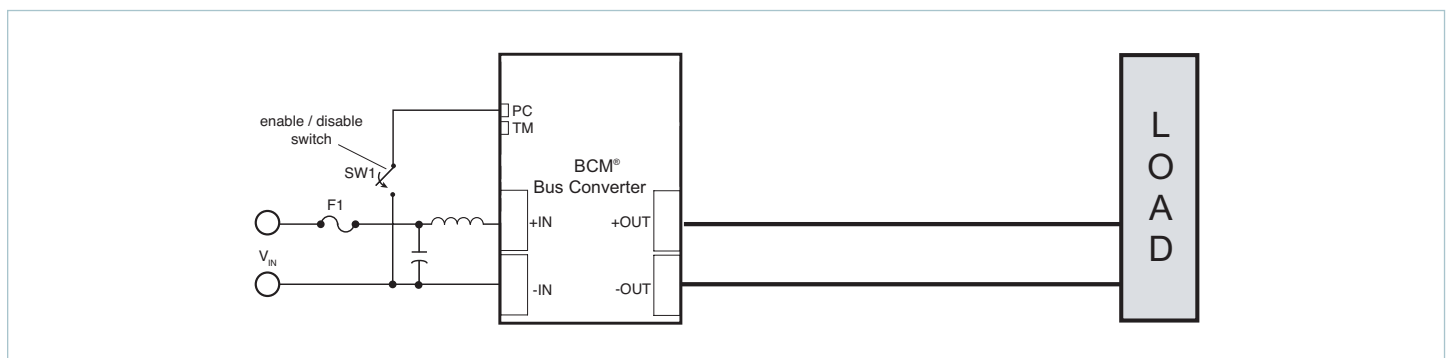 enable / disable
switch
SW1
F1
V_IN
PC
TM
BCM®
Bus Converter
+IN
-IN
+OUT
-OUT
L
O
A
D